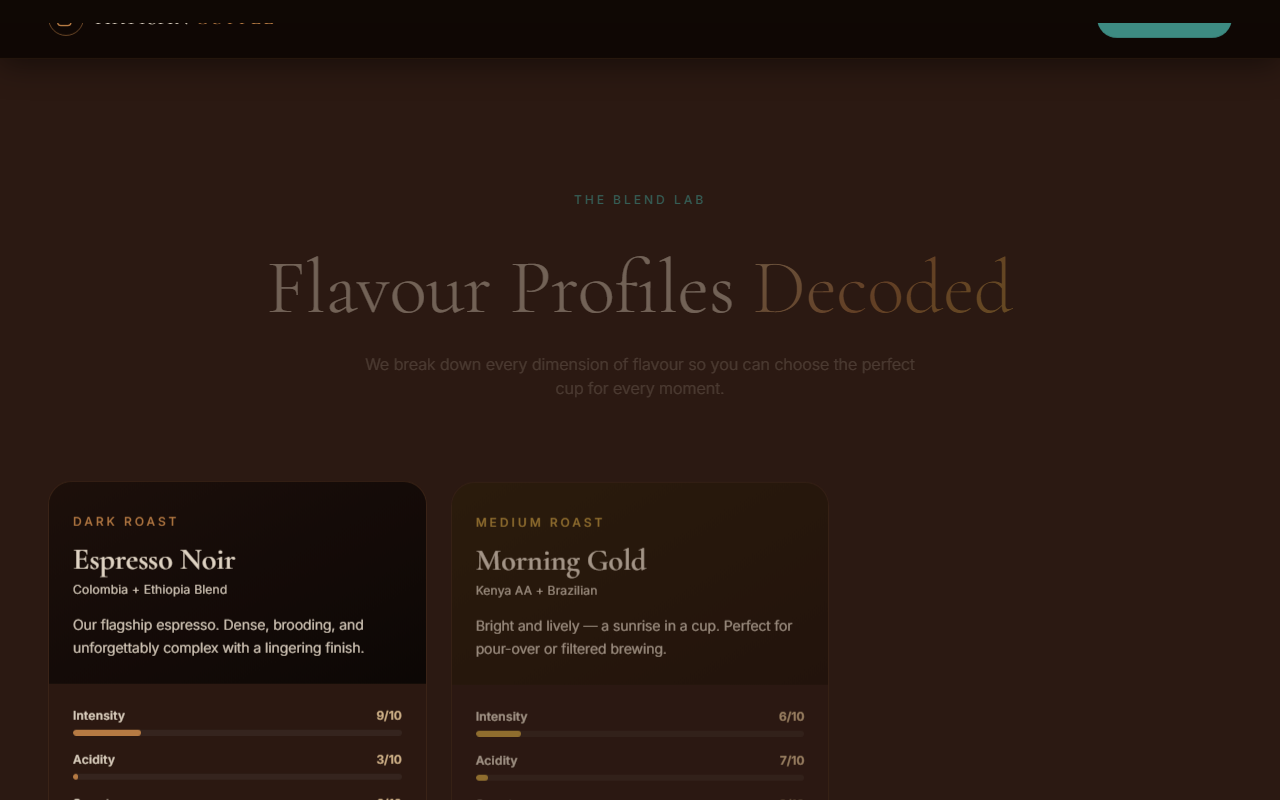 THE BLEND LAB
Flavour Profiles Decoded
We break down every dimension of flavour so you can choose the perfect
cup for every moment.
DARK ROAST
Espresso Noir
Colombia + Ethiopia Blend
Our flagship espresso. Dense, brooding, and
unforgettably complex with a lingering finish.
Intensity 9/10
Acidity 3/10
MEDIUM ROAST
Morning Gold
Kenya AA + Brazilian
Bright and lively — a sunrise in a cup. Perfect for
pour-over or filtered brewing.
Intensity 6/10
Acidity 7/10